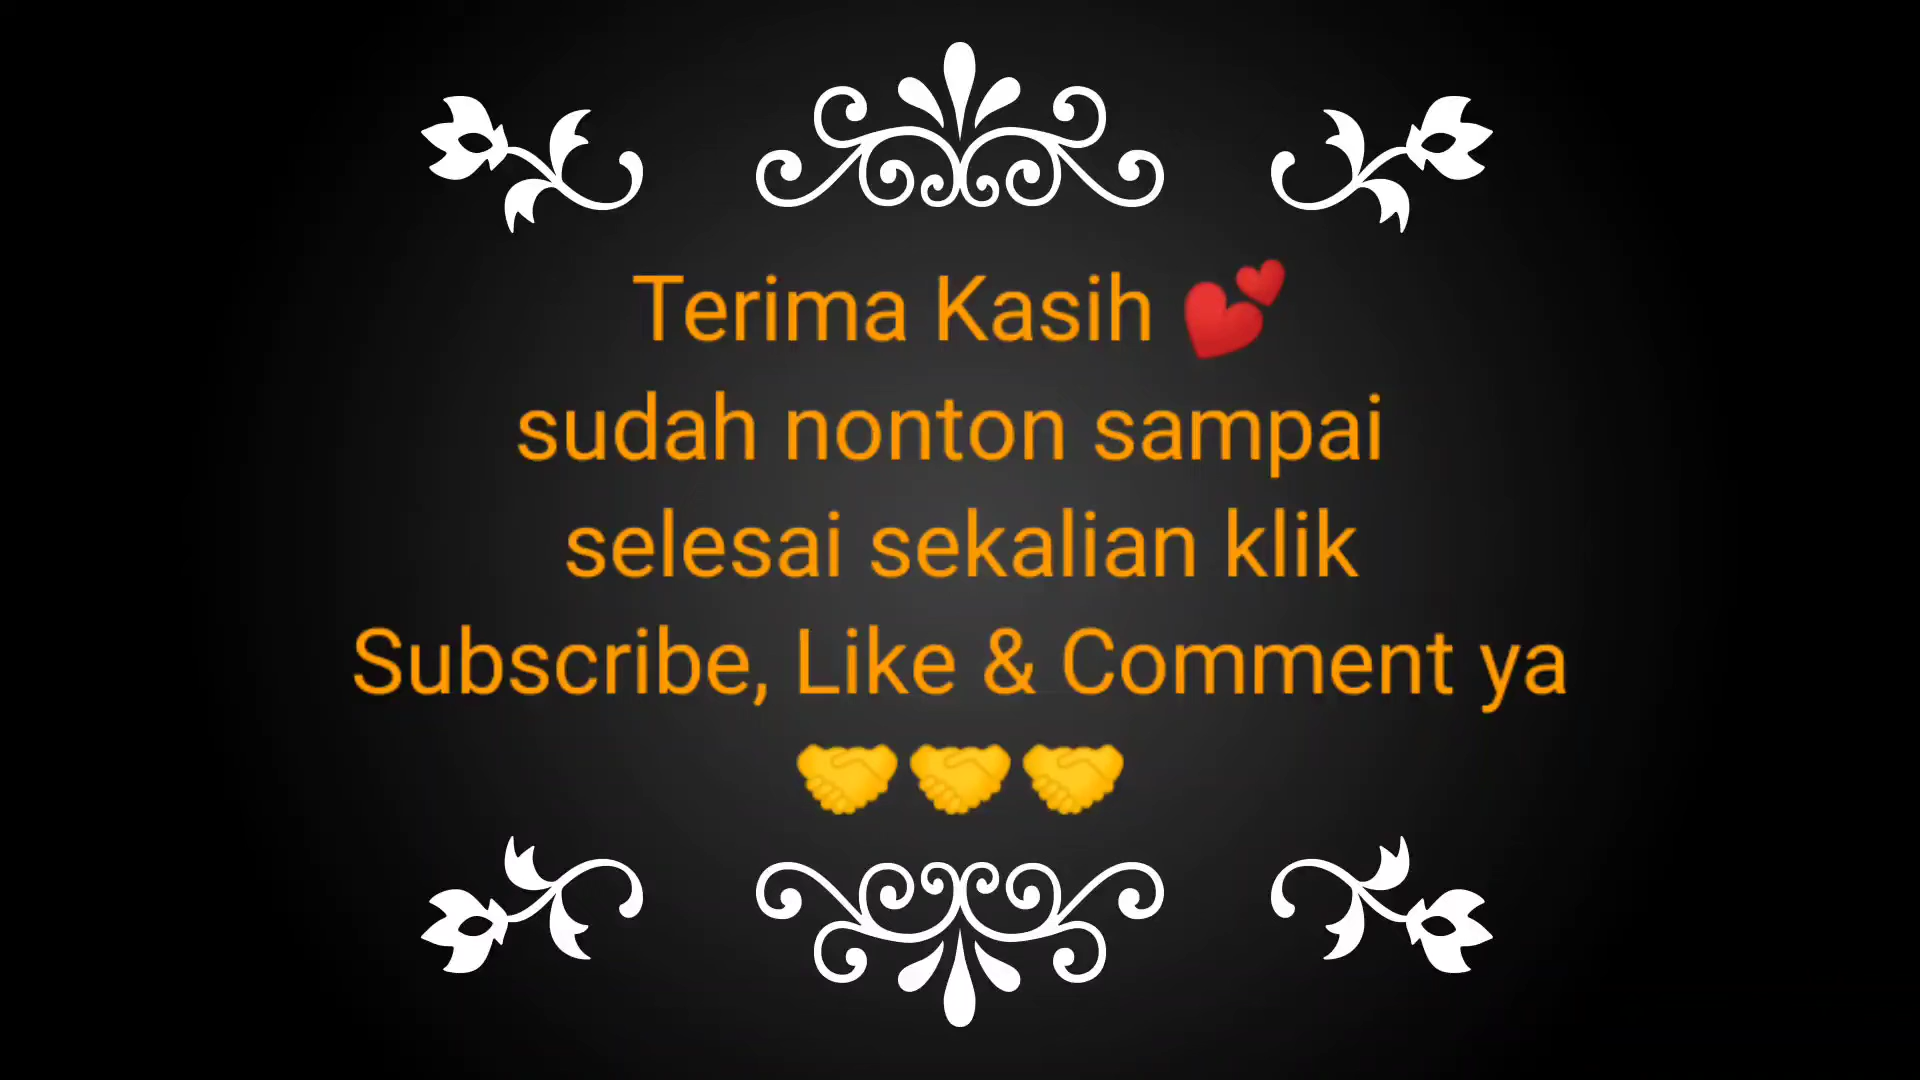 Terima Kasih 💕
sudah nonton sampai
selesai sekalian klik
Subscribe, Like & Comment ya
🤝🤝🤝